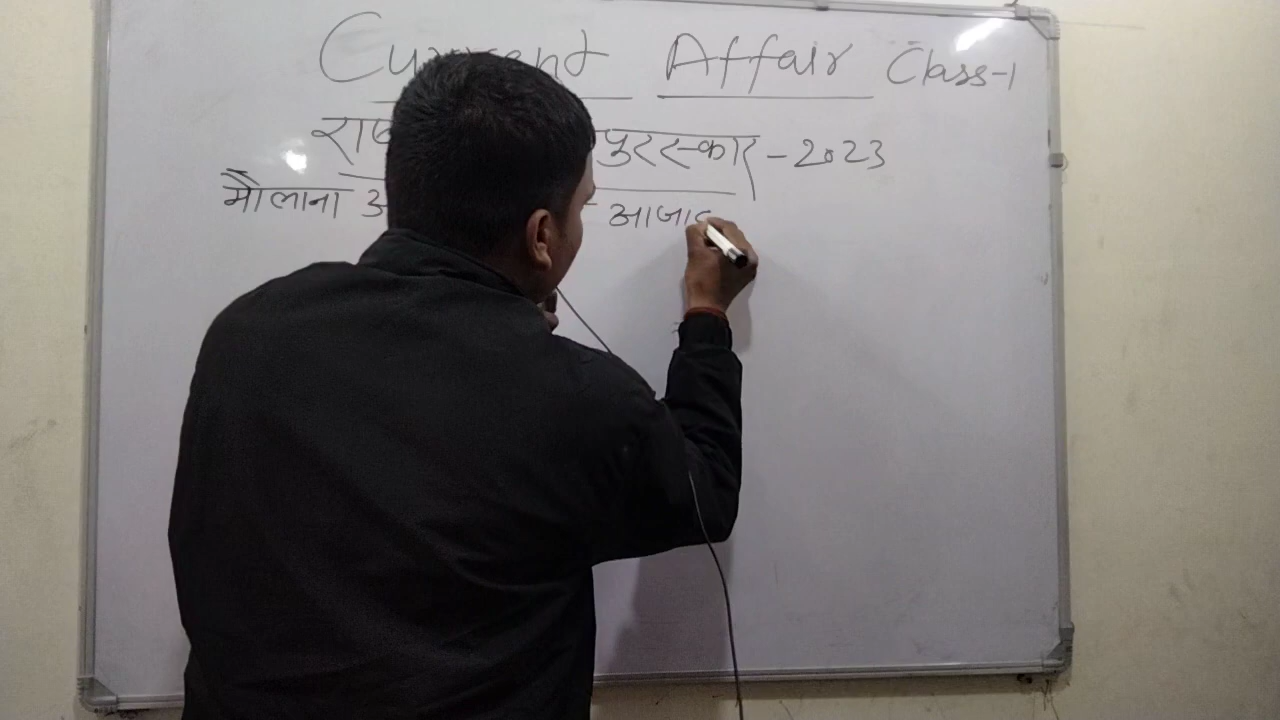 Current Affair Class-1
पुरस्कार - 2023
मौलाना आजाद